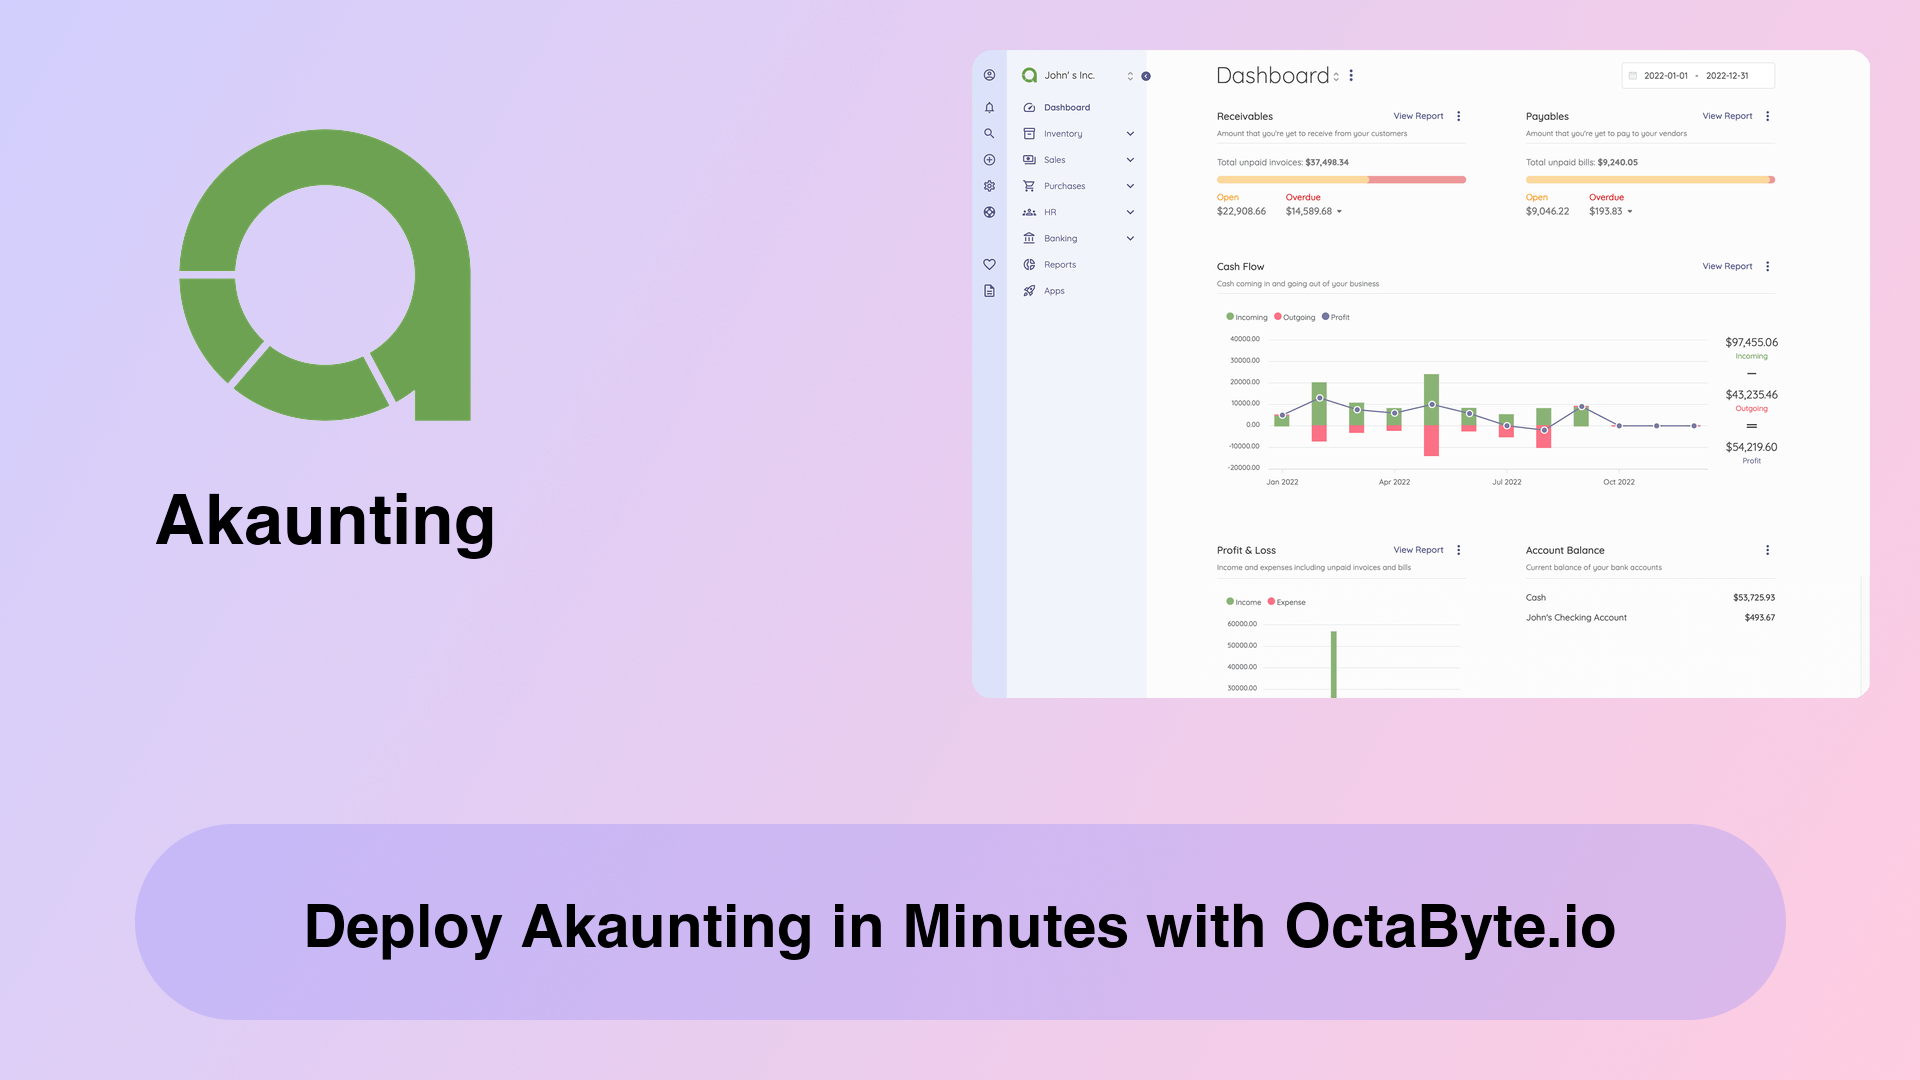 Akaunting
John' s Inc.
Dashboard
Inventory
Sales
Purchases
HR
Banking
Reports
Apps
Dashboard
2022-01-01 - 2022-12-31
Receivables
View Report
Amount that you're yet to receive from your customers
Total unpaid invoices: $37,498.34
Open
Overdue
$22,908.66
$14,589.68
Payables
View Report
Amount that you're yet to pay to your vendors
Total unpaid bills: $9,240.05
Open
Overdue
$9,046.22
$193.83
Cash Flow
View Report
Cash coming in and going out of your business
Incoming
Outgoing
Profit
40000.00
30000.00
20000.00
10000.00
0.00
-10000.00
-20000.00
Jan 2022
Apr 2022
Jul 2022
Oct 2022
$97,455.06
Incoming
$43,235.46
Outgoing
$54,219.60
Profit
Profit & Loss
View Report
Income and expenses including unpaid invoices and bills
Income
Expense
60000.00
50000.00
40000.00
30000.00
Account Balance
Current balance of your bank accounts
Cash
$53,725.93
John's Checking Account
$493.67
Deploy Akaunting in Minutes with OctaByte.io